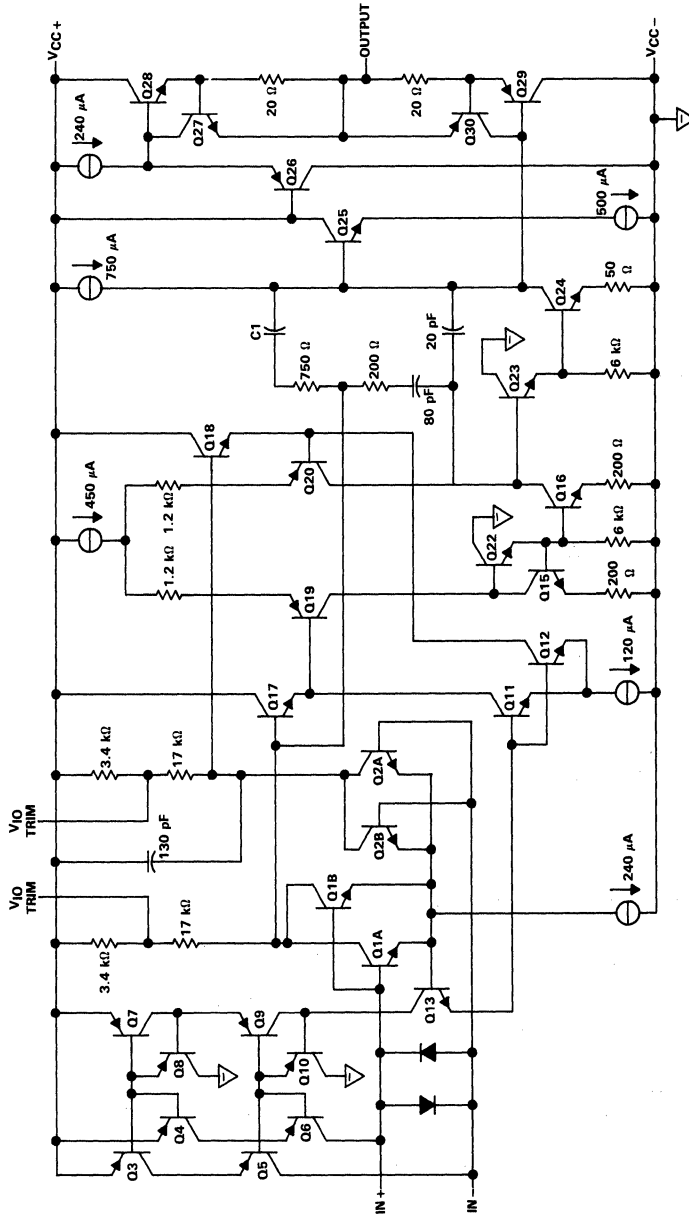 VCC+
VIO TRIM
VIO TRIM
3.4 kΩ
17 kΩ
130 pF
3.4 kΩ
17 kΩ
450 μA
1.2 kΩ
1.2 kΩ
750 μA
240 μA
Q3
Q4
Q7
Q8
Q5
Q6
Q9
Q10
Q13
IN+
IN−
Q1A
Q1B
Q2B
Q2A
240 μA
Q17
Q11
Q12
120 μA
Q18
Q19
Q20
Q22
Q15
Q16
200 Ω
6 kΩ
200 Ω
C1
750 Ω
200 Ω
80 pF
20 pF
Q23
Q24
6 kΩ
50 Ω
Q25
Q26
500 μA
Q27
Q28
20 Ω
20 Ω
Q30
Q29
OUTPUT
VCC−